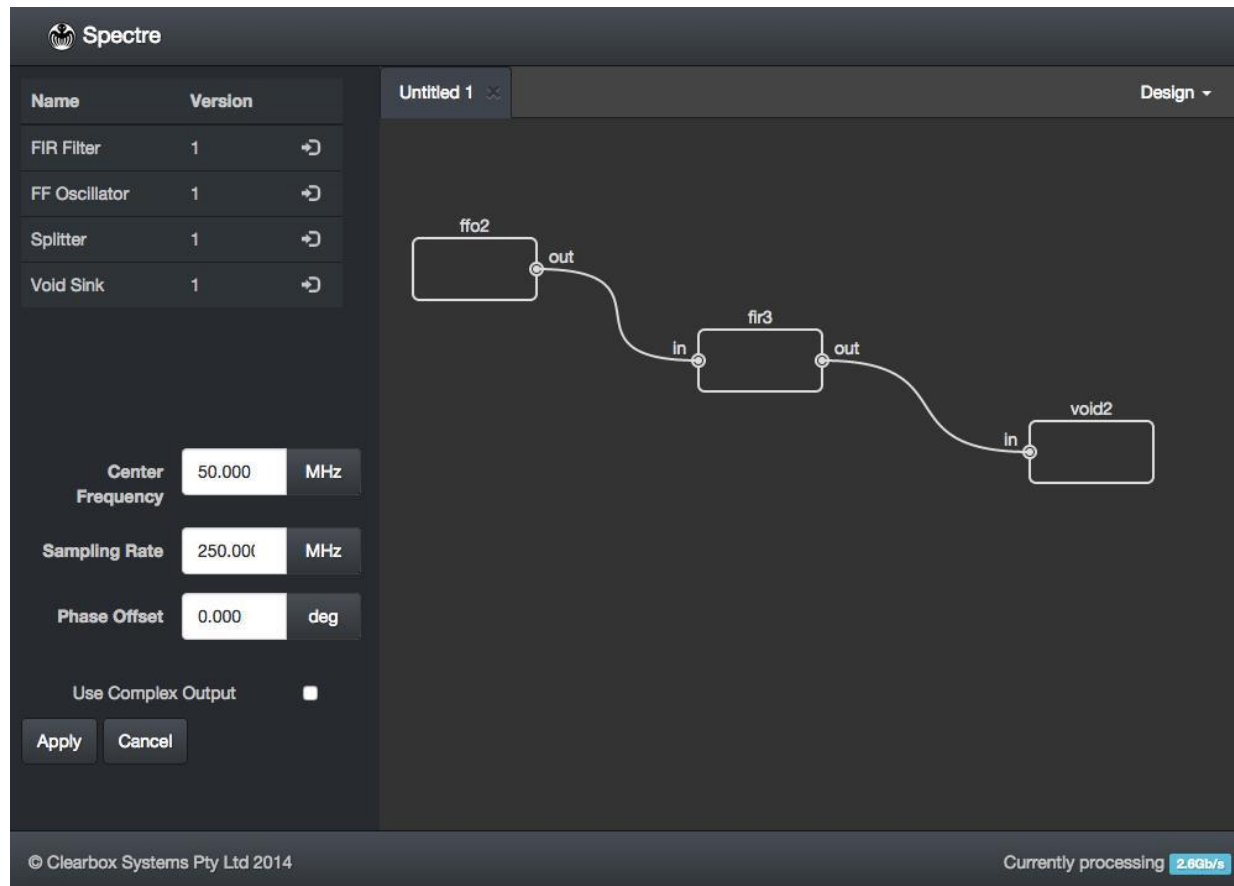 Spectre
Name Version
FIR Filter 1
FF Oscillator 1
Splitter 1
Void Sink 1
Center Frequency 50.000 MHz
Sampling Rate 250.00( MHz
Phase Offset 0.000 deg
Use Complex Output
Apply Cancel
Untitled 1 × Design
ffo2
out
fir3
in out
void2
in
© Clearbox Systems Pty Ltd 2014 Currently processing 2.6Gb/s